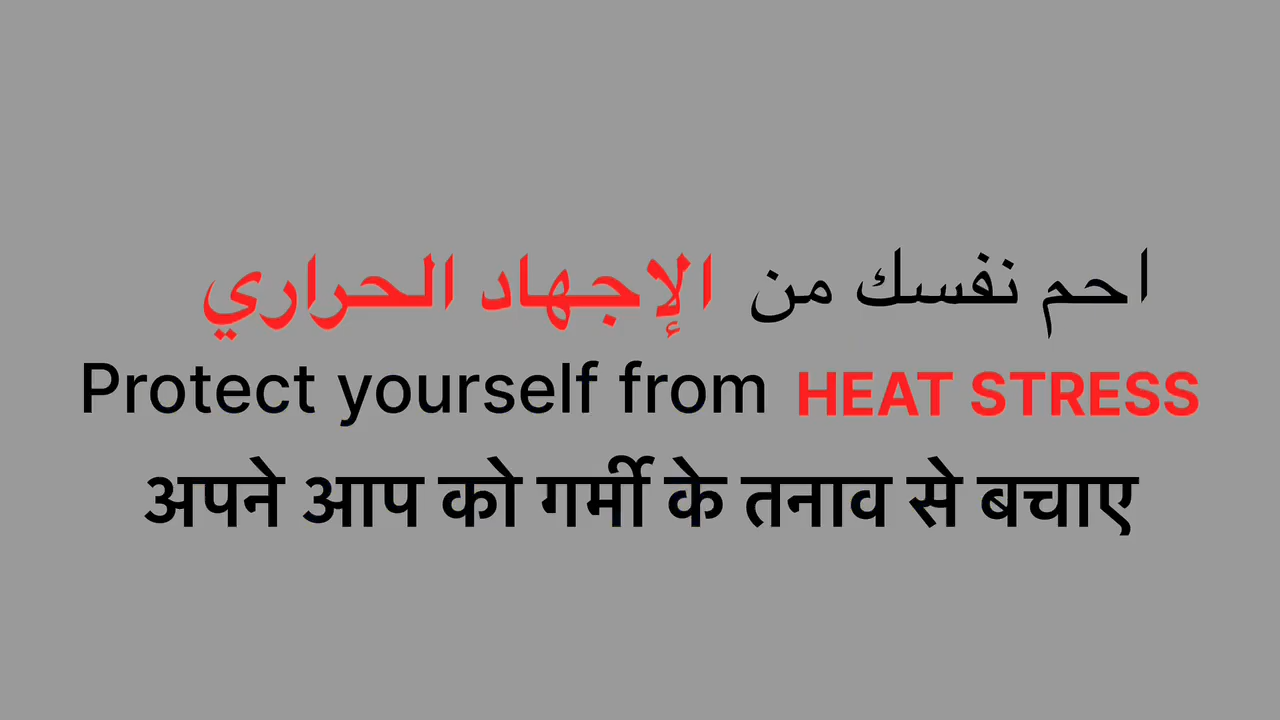 احم نفسك من الإجهاد الحراري
Protect yourself from HEAT STRESS
अपने आप को गर्मी के तनाव से बचाए